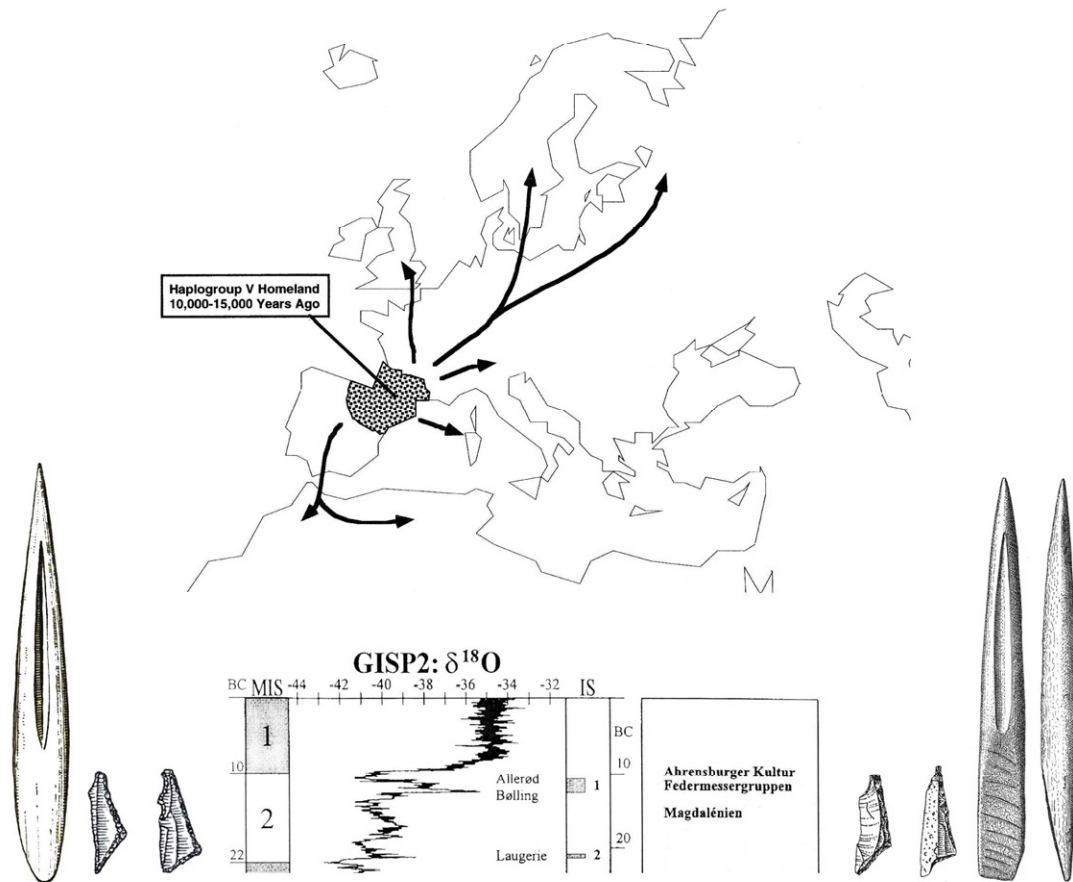 Haplogroup V Homeland
10,000-15,000 Years Ago
GISP2: δ¹⁸O
BC MIS -44 -42 -40 -38 -36 -34 -32 IS
1
BC
10
10
Allerød
Bølling
1
Ahrensburger Kultur
Federmessergruppen
Magdalénien
2
20
22
Laugerie
2